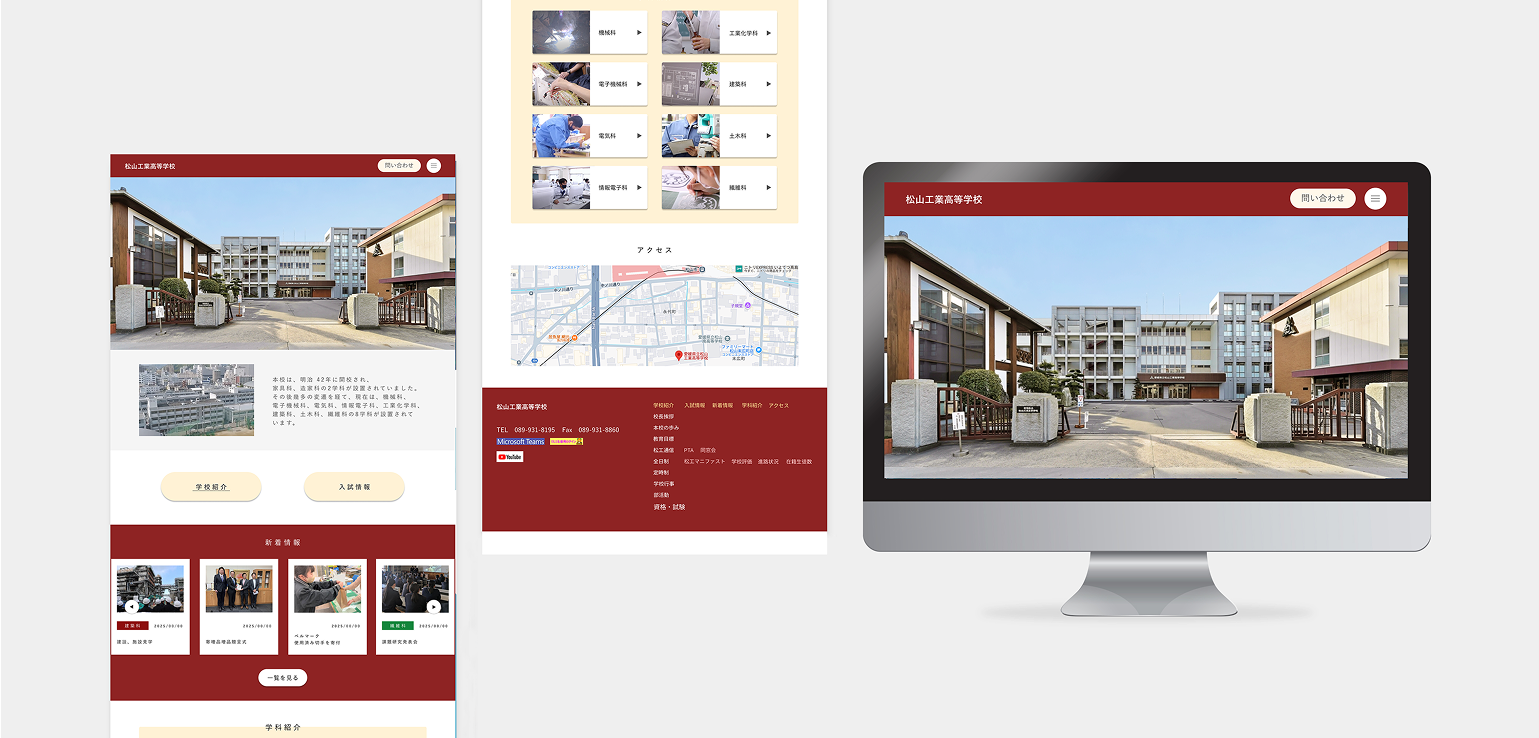 松山工業高等学校
問い合わせ
本校は、明治 42年に開校され、
家具科、造家科の2学科が設置されていました。
その後幾多の変遷を経て、現在は、機械科、
電子機械科、電気科、情報電子科、工業化学科、
建築科、土木科、繊維科の8学科が設置されて
います。
学校紹介
入試情報
新着情報
建築科 2025/00/00
建設、施設見学
2025/00/00
2025/00/00
ベルマーク
使用済み切手を寄付
繊維科 2025/00/00
課題研究発表会
一覧を見る
学科紹介
機械科
工業化学科
電子機械科
建築科
電気科
土木科
情報電子科
繊維科
アクセス
松山工業高等学校
TEL 089-931-8195 Fax 089-931-8860
Microsoft Teams
YouTube
学校紹介 入試情報 新着情報 学科紹介 アクセス
校長挨拶
本校の歩み
教育目標
松工通信 PTA 同窓会
全日制 松工マニファスト 学校評価 進路状況 在籍生徒数
定時制
学校行事
部活動
資格・試験
松山工業高等学校
問い合わせ